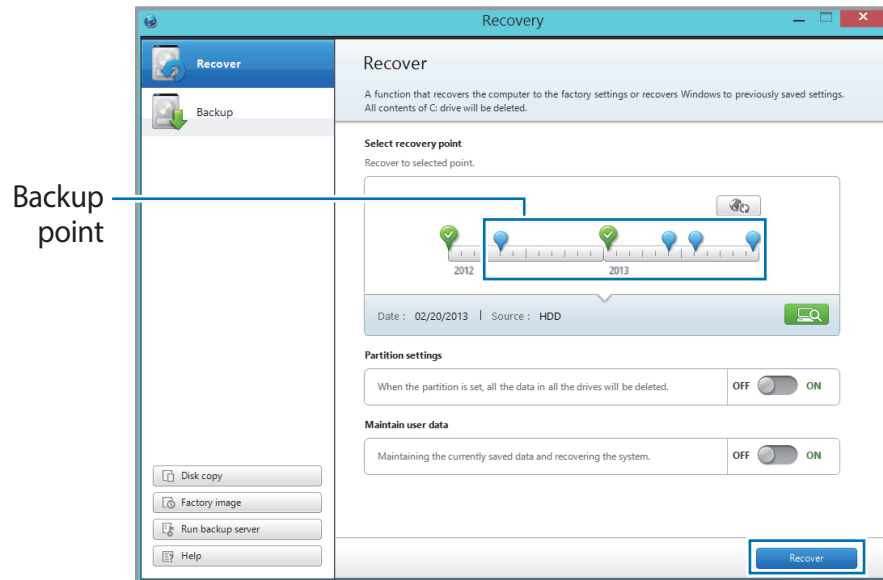 Recovery
Recover
Backup
Disk copy
Factory image
Run backup server
Help
Recover
A function that recovers the computer to the factory settings or recovers Windows to previously saved settings.
All contents of C: drive will be deleted.
Select recovery point
Recover to selected point.
Backup
point
2012 2013
Date : 02/20/2013 | Source : HDD
Partition settings
When the partition is set, all the data in all the drives will be deleted. OFF ON
Maintain user data
Maintaining the currently saved data and recovering the system. OFF ON
Recover